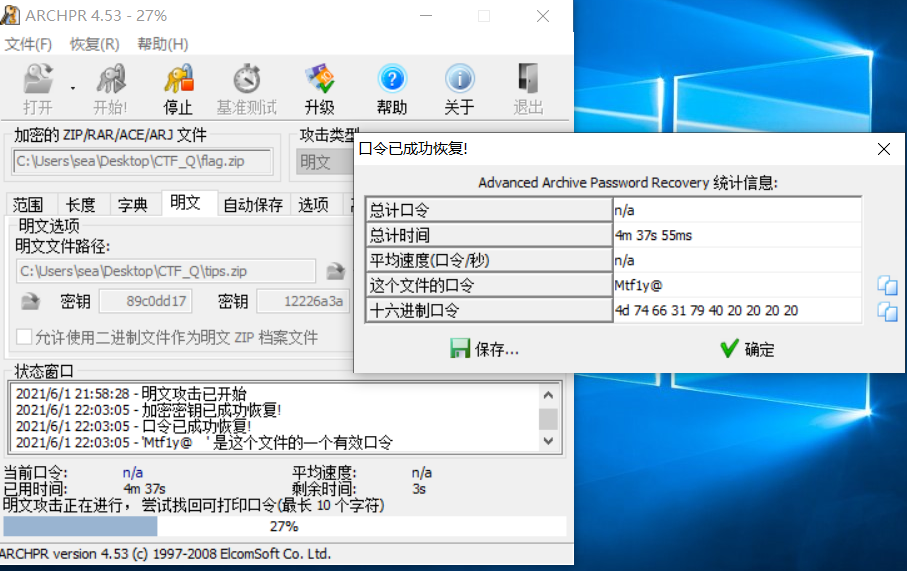 ARCHPR 4.53 - 27%
文件(F) 恢复(R) 帮助(H)
打开 开始! 停止 基准测试 升级 帮助 关于 退出
加密的 ZIP/RAR/ACE/ARJ 文件
攻击类型
C:\Users\sea\Desktop\CTF_Q\flag.zip
明文
范围 长度 字典 明文 自动保存 选项
明文选项
明文文件路径:
C:\Users\sea\Desktop\CTF_Q\tips.zip
密钥 89c0dd17 密钥 12226a3a
允许使用二进制文件作为明文 ZIP 档案文件
口令已成功恢复!
Advanced Archive Password Recovery 统计信息:
总计口令 n/a
总计时间 4m 37s 55ms
平均速度(口令/秒) n/a
这个文件的口令 Mtf1y@
十六进制口令 4d 74 66 31 79 40 20 20 20 20
保存... 确定
状态窗口
2021/6/1 21:58:28 - 明文攻击已开始
2021/6/1 22:03:05 - 加密密钥已成功恢复!
2021/6/1 22:03:05 - 口令已成功恢复!
2021/6/1 22:03:05 - 'Mtf1y@    ' 是这个文件的一个有效口令
当前口令: n/a 平均速度: n/a
已用时间: 4m 37s 剩余时间: 3s
明文攻击正在进行，尝试找回可打印口令(最长 10 个字符)
27%
ARCHPR version 4.53 (c) 1997-2008 ElcomSoft Co. Ltd.